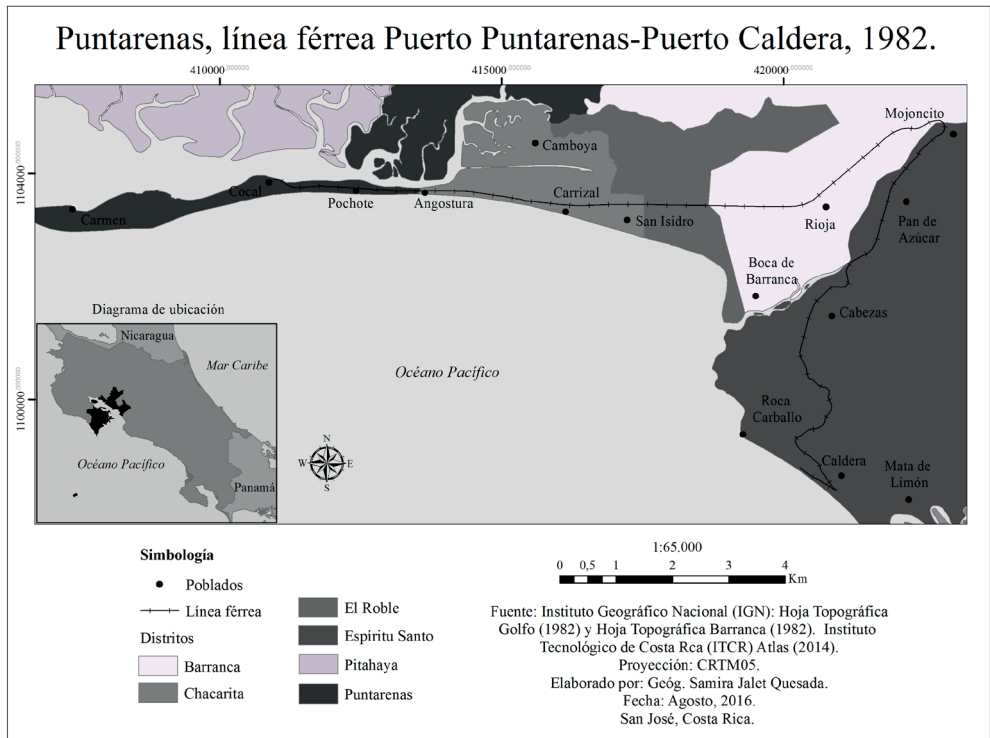 Puntarenas, línea férrea Puerto Puntarenas-Puerto Caldera, 1982.
410000,000000
415000,000000
420000,000000
1104000,000000
1100000,000000
Mojoncito
Camboya
Cocal
Carmen
Pochote
Angostura
Carrizal
San Isidro
Rioja
Pan de
Azúcar
Boca de
Barranca
Cabezas
Roca
Carballo
Caldera
Mata de
Limón
Océano Pacífico
Diagrama de ubicación
Nicaragua
Mar Caribe
Océano Pacífico
Panamá
N
W
E
S
Simbología
Poblados
Línea férrea
Distritos
Barranca
Chacarita
El Roble
Espíritu Santo
Pitahaya
Puntarenas
1:65.000
0 0,5 1 2 3 4
Km
Fuente: Instituto Geográfico Nacional (IGN): Hoja Topográfica
Golfo (1982) y Hoja Topográfica Barranca (1982). Instituto
Tecnológico de Costa Rca (ITCR) Atlas (2014).
Proyección: CRTM05.
Elaborado por: Geóg. Samira Jalet Quesada.
Fecha: Agosto, 2016.
San José, Costa Rica.